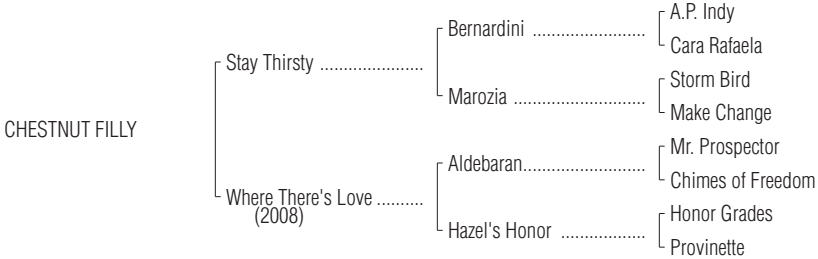 A.P. Indy
Bernardini ........................
Cara Rafaela
Stay Thirsty ......................
Storm Bird
Marozia ............................
Make Change
CHESTNUT FILLY
Mr. Prospector
Aldebaran..........................
Chimes of Freedom
Where There's Love ..........
(2008)
Honor Grades
Hazel's Honor ..................
Provinette